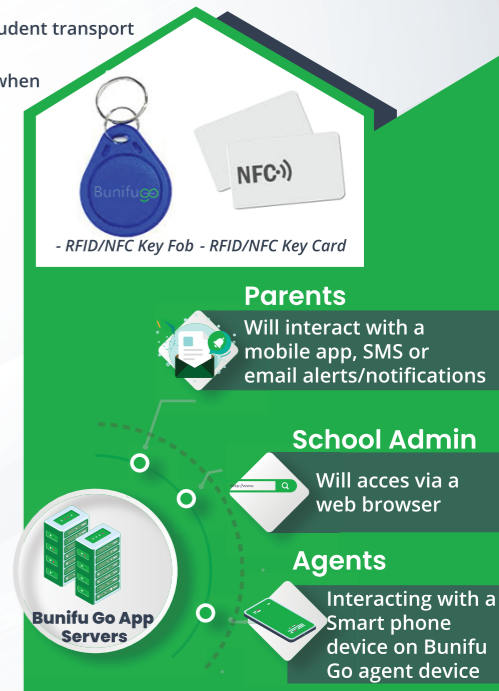 udent transport
when
Bunifugo
NFC
- RFID/NFC Key Fob - RFID/NFC Key Card
Parents
Will interact with a
mobile app, SMS or
email alerts/notifications
School Admin
Will acces via a
web browser
Agents
Interacting with a
Smart phone
device on Bunifu
Go agent device
Bunifu Go App
Servers